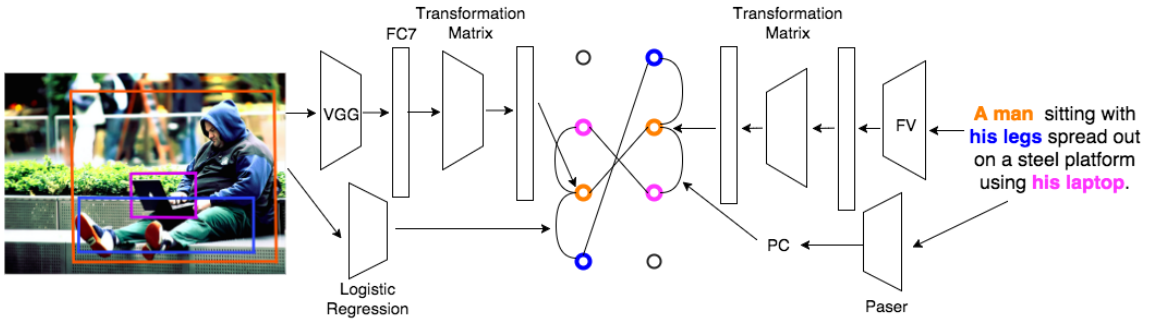 Transformation
Matrix
FC7
VGG
Logistic
Regression
Transformation
Matrix
FV
PC
Paser
A man sitting with
his legs spread out
on a steel platform
using his laptop.